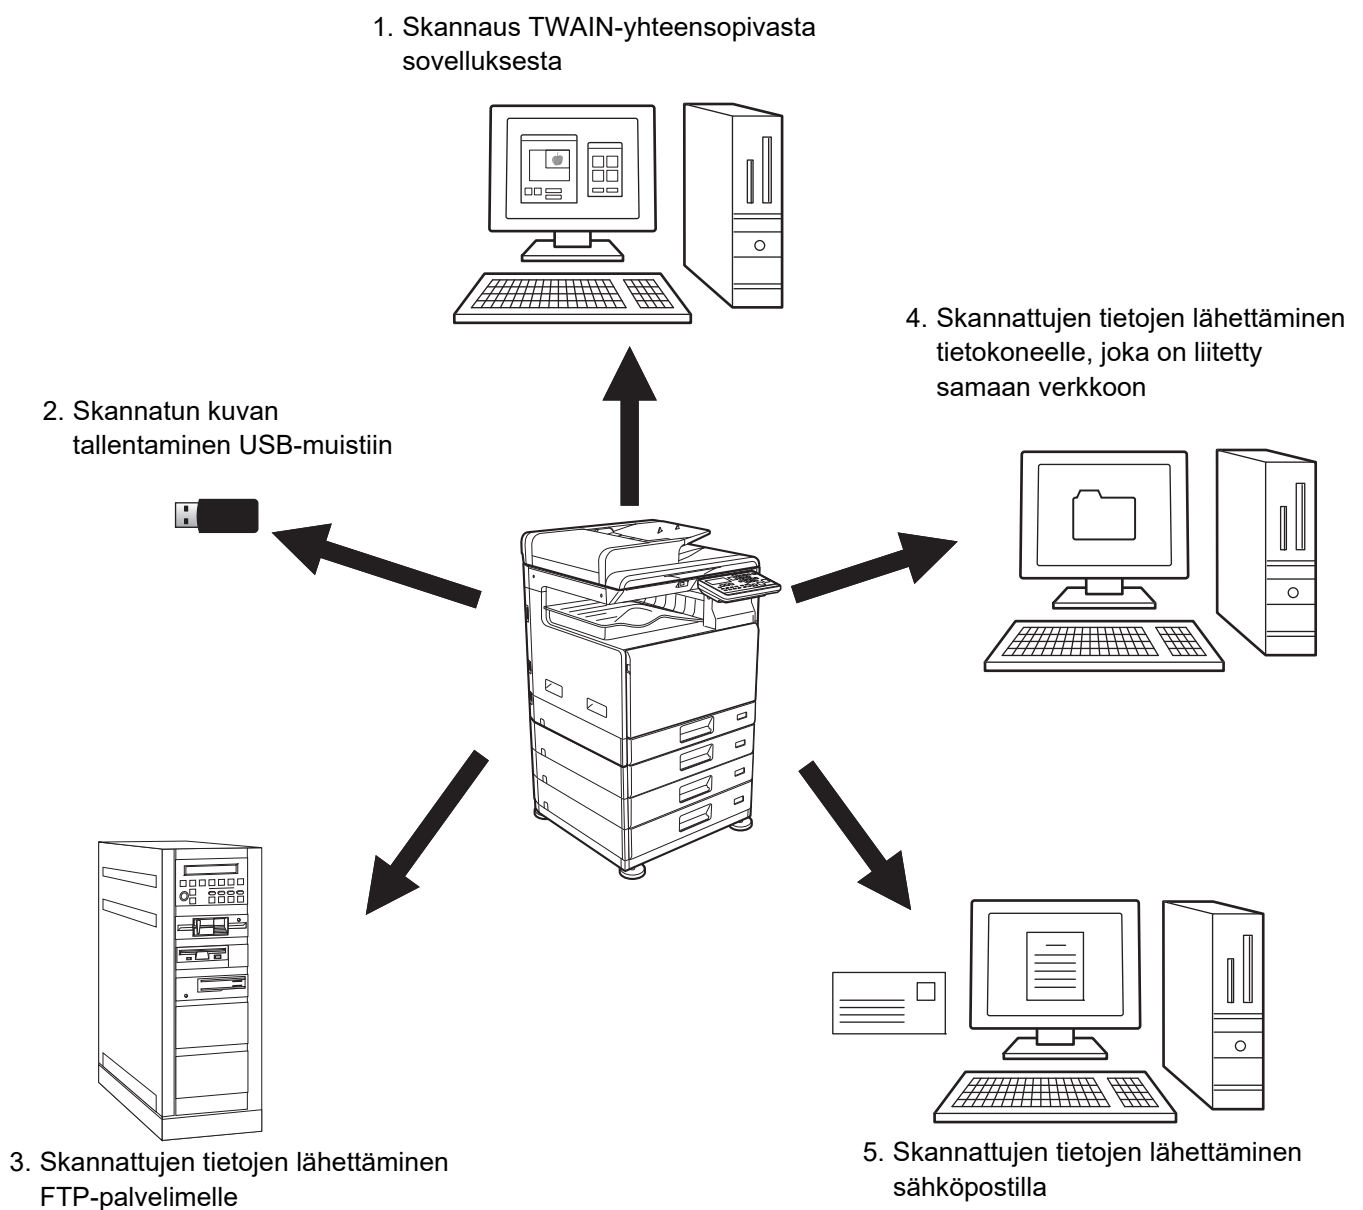 1. Skannaus TWAIN-yhteensopivasta
sovelluksesta
2. Skannatun kuvan
tallentaminen USB-muistiin
3. Skannattujen tietojen lähettäminen
FTP-palvelimelle
4. Skannattujen tietojen lähettäminen
tietokoneelle, joka on liitetty
samaan verkkoon
5. Skannattujen tietojen lähettäminen
sähköpostilla